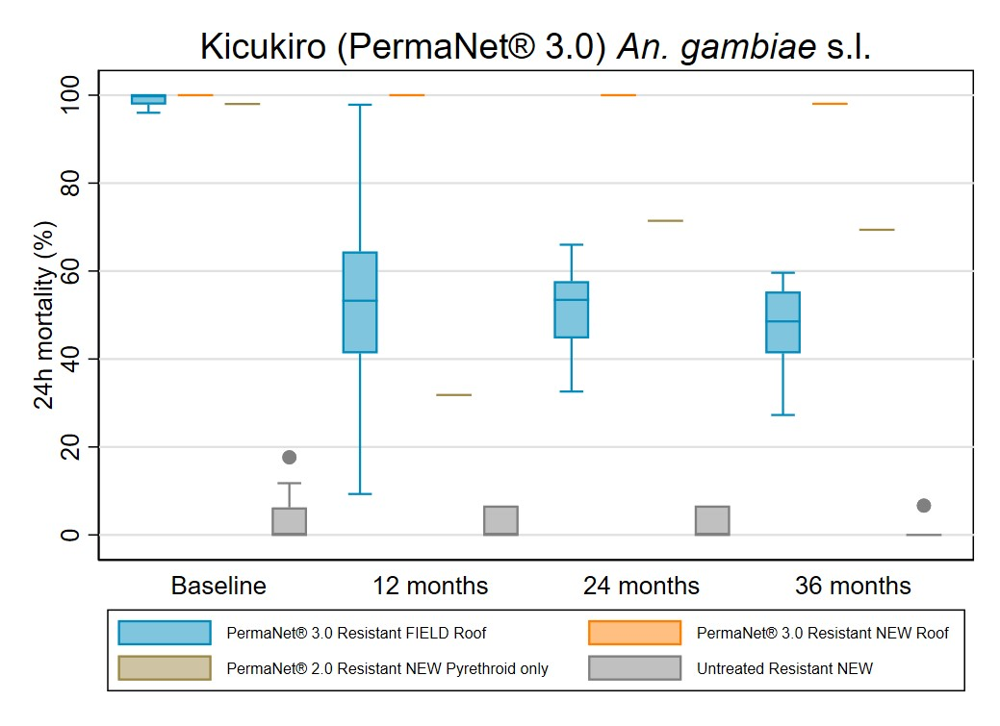 Kicukiro (PermaNet® 3.0) An. gambiae s.l.
24h mortality (%)
100
80
60
40
20
0
Baseline 12 months 24 months 36 months
PermaNet® 3.0 Resistant FIELD Roof PermaNet® 3.0 Resistant NEW Roof
PermaNet® 2.0 Resistant NEW Pyrethroid only Untreated Resistant NEW